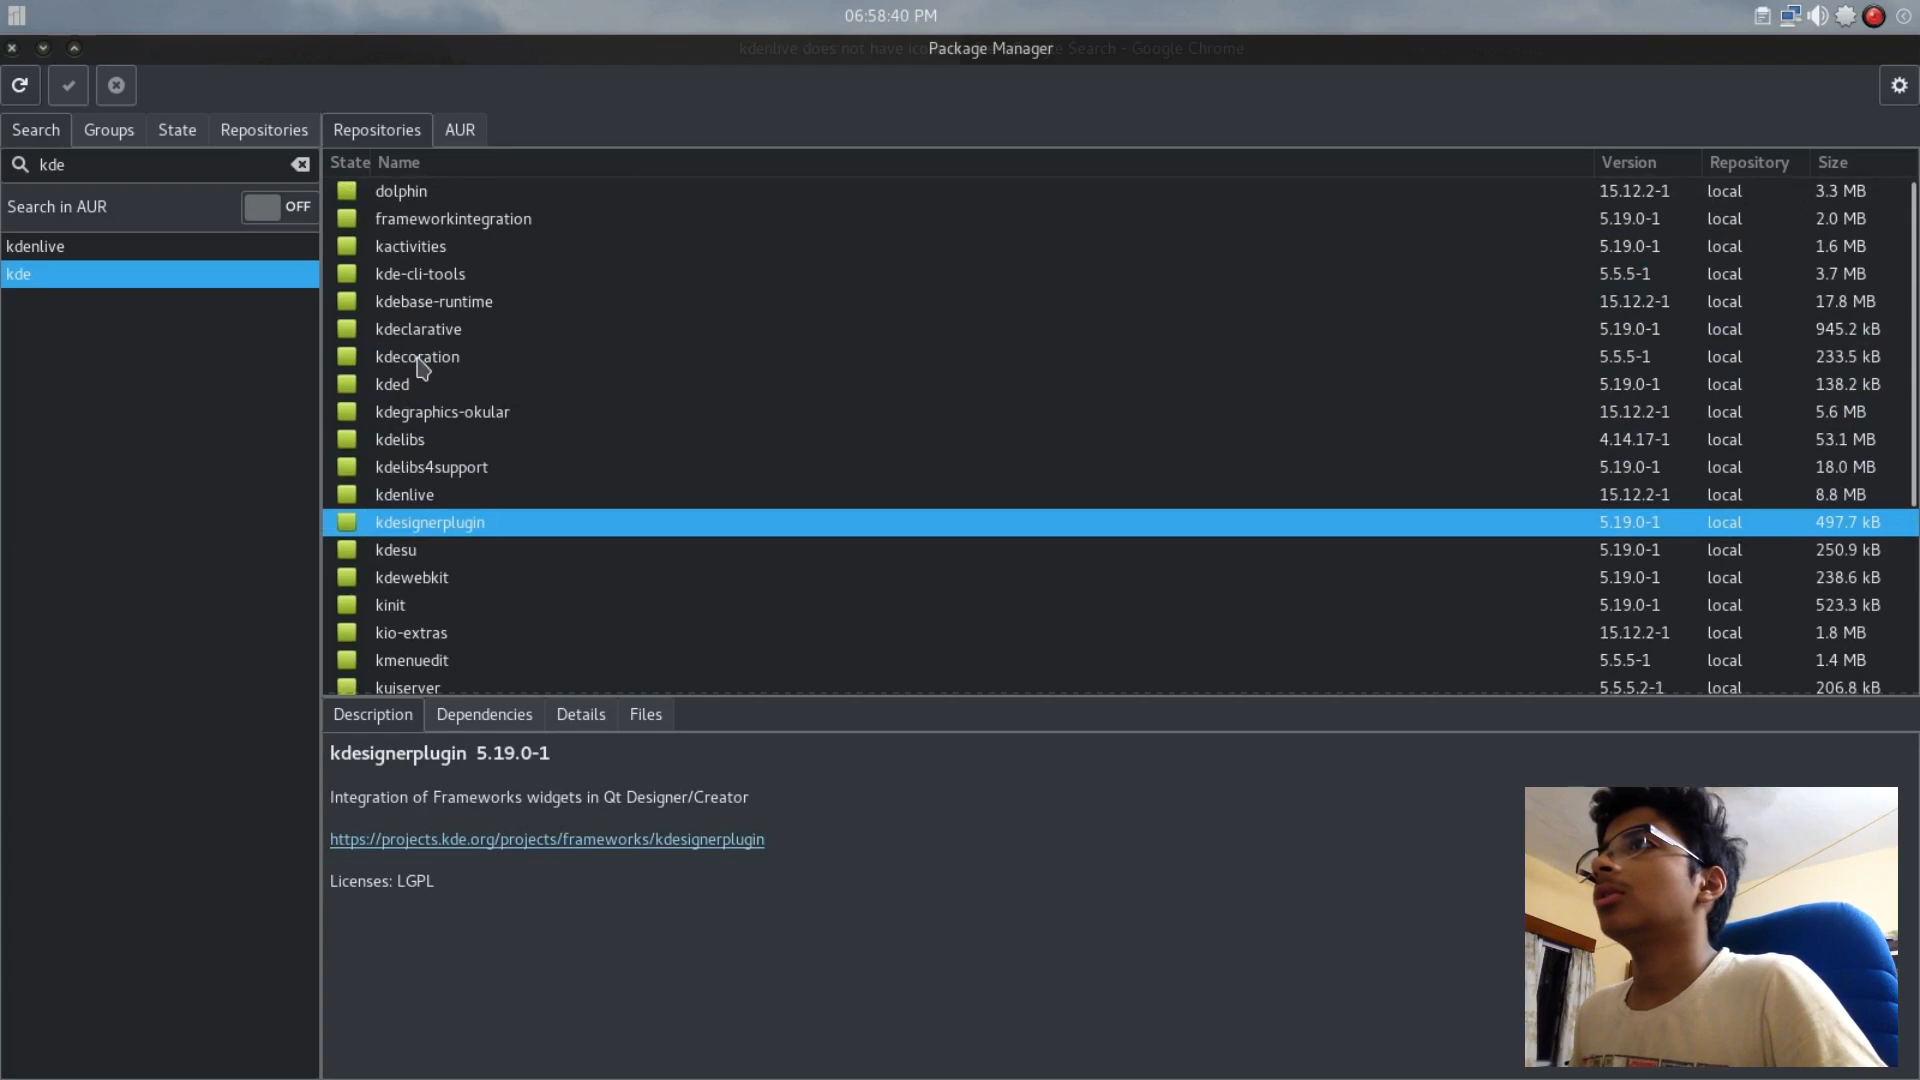 06:58:40 PM
kdenlive does not have ico Package Manager e Search - Google Chrome
Search Groups State Repositories Repositories AUR
kde
Search in AUR OFF
kdenlive
kde
State Name Version Repository Size
dolphin 15.12.2-1 local 3.3 MB
frameworkintegration 5.19.0-1 local 2.0 MB
kactivities 5.19.0-1 local 1.6 MB
kde-cli-tools 5.5.5-1 local 3.7 MB
kdebase-runtime 15.12.2-1 local 17.8 MB
kdeclarative 5.19.0-1 local 945.2 kB
kdecoration 5.5.5-1 local 233.5 kB
kded 5.19.0-1 local 138.2 kB
kdegraphics-okular 15.12.2-1 local 5.6 MB
kdelibs 4.14.17-1 local 53.1 MB
kdelibs4support 5.19.0-1 local 18.0 MB
kdenlive 15.12.2-1 local 8.8 MB
kdesignerplugin 5.19.0-1 local 497.7 kB
kdesu 5.19.0-1 local 250.9 kB
kdewebkit 5.19.0-1 local 238.6 kB
kinit 5.19.0-1 local 523.3 kB
kio-extras 15.12.2-1 local 1.8 MB
kmenuedit 5.5.5-1 local 1.4 MB
kuiserver 5.5.5.2-1 local 206.8 kB
Description Dependencies Details Files
kdesignerplugin 5.19.0-1
Integration of Frameworks widgets in Qt Designer/Creator
https://projects.kde.org/projects/frameworks/kdesignerplugin
Licenses: LGPL